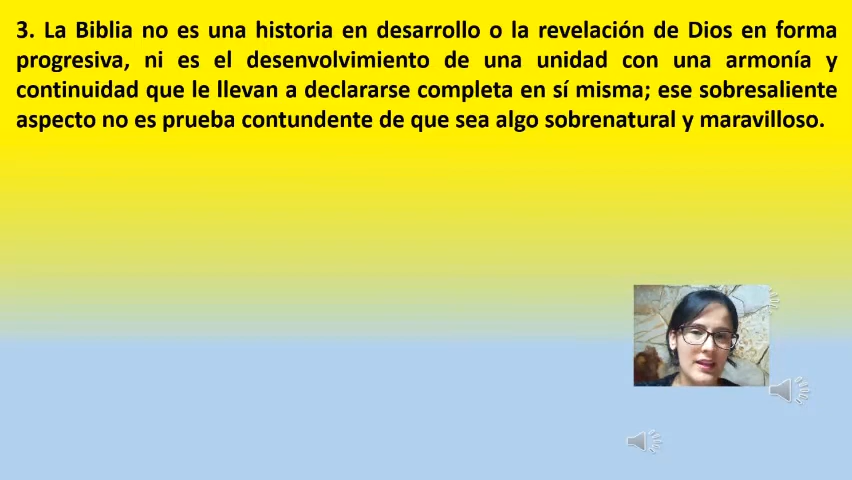 3. La Biblia no es una historia en desarrollo o la revelación de Dios en forma
progresiva, ni es el desenvolvimiento de una unidad con una armonía y
continuidad que le llevan a declararse completa en sí misma; ese sobresaliente
aspecto no es prueba contundente de que sea algo sobrenatural y maravilloso.